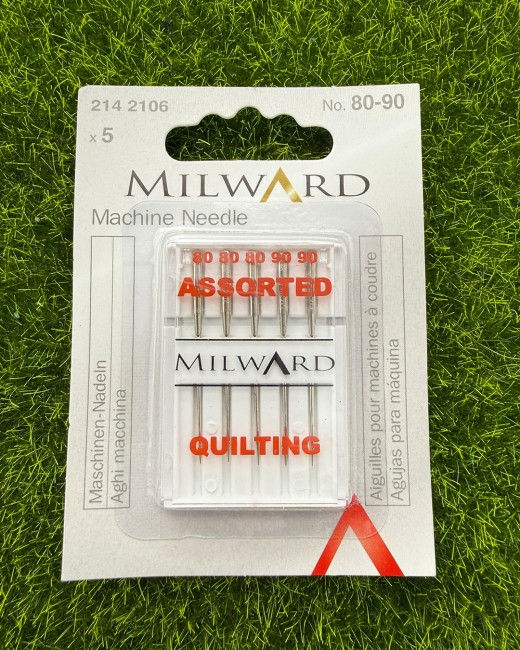 214 2106
No. 80-90
x 5
MILWARD
Machine Needle
80 80 80 90 90
ASSORTED
MILWARD
QUILTING
Maschinen-Nadeln
Aghi macchina
Aiguilles pour machines à coudre
Agujas para máquina